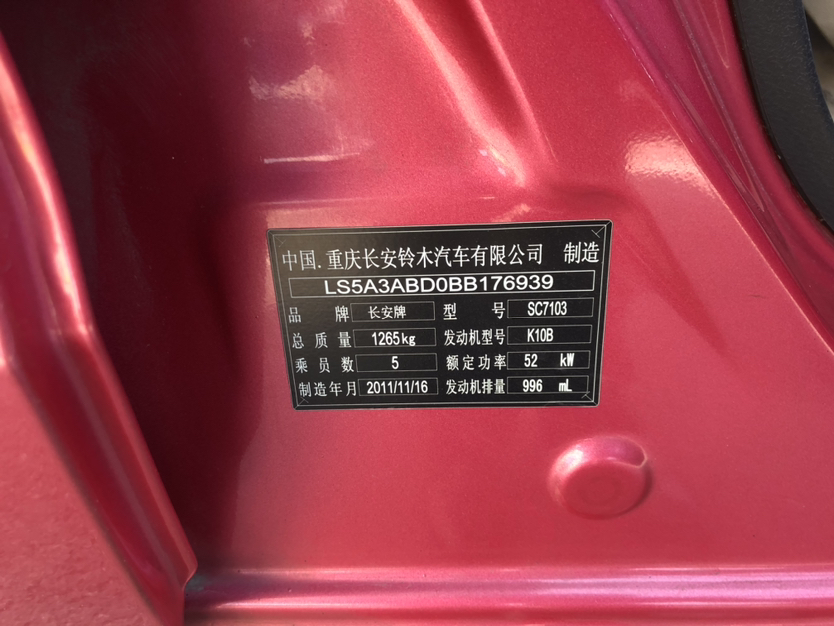 中国.重庆长安铃木汽车有限公司 制造
LS5A3ABD0BB176939
品牌 长安牌 型号 SC7103
总质量 1265kg 发动机型号 K10B
乘员数 5 额定功率 52 kW
制造年月 2011/11/16 发动机排量 996 mL